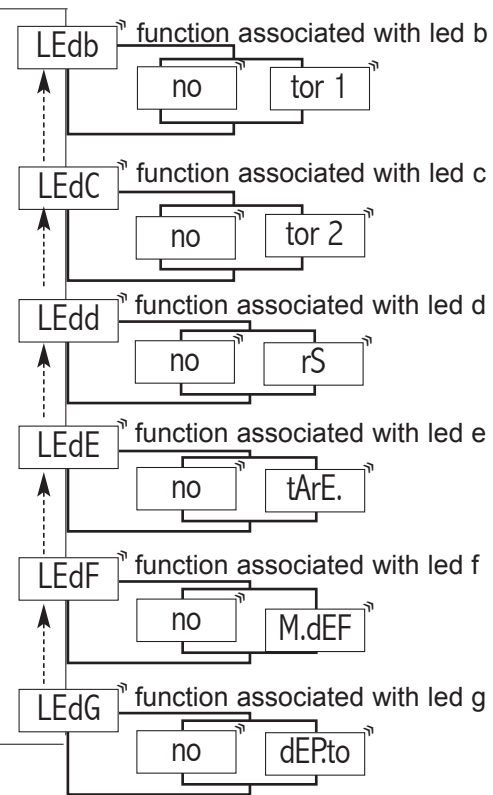 LEdb function associated with led b
no tor 1
LEdC function associated with led c
no tor 2
LEdd function associated with led d
no rS
LEdE function associated with led e
no tArE.
LEdF function associated with led f
no M.dEF
LEdG function associated with led g
no dEP.to